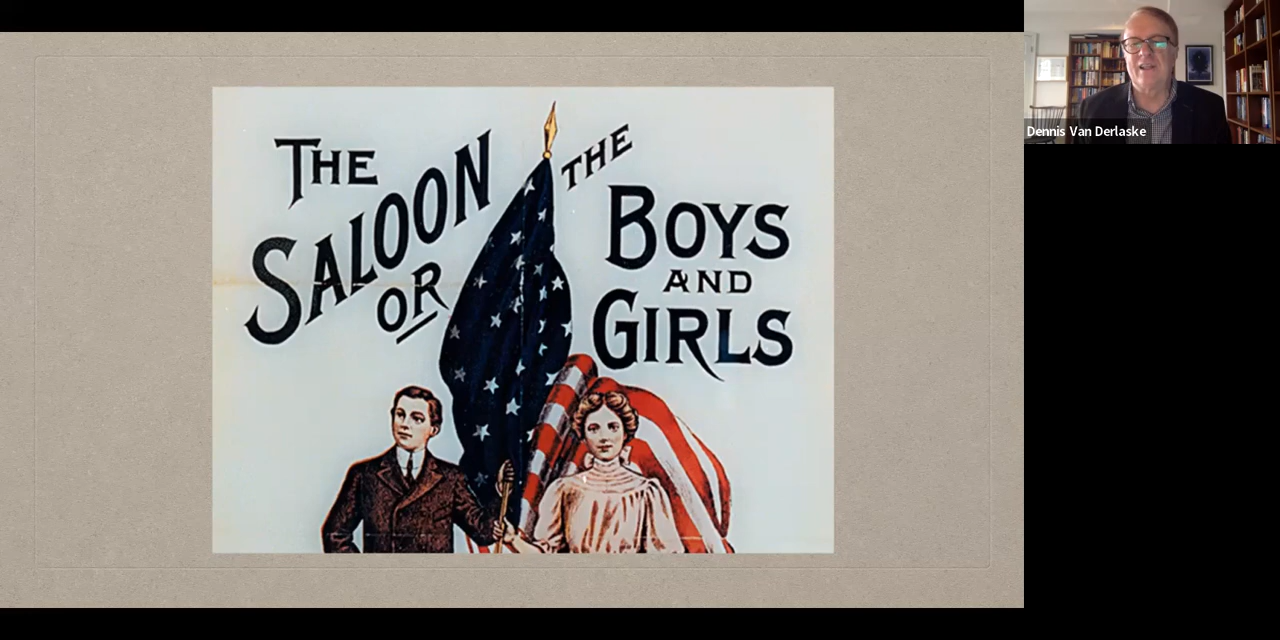 THE
SALOON
OR
THE
BOYS
AND
GIRLS
Dennis Van Derlaske